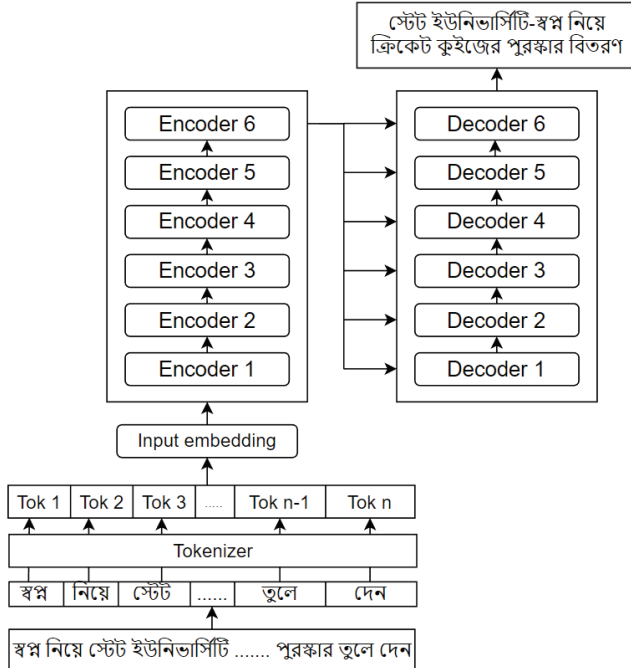 স্টেট ইউনিভার্সিটি-স্বপ্ন নিয়ে
ক্রিকেট কুইজের পুরস্কার বিতরণ
Encoder 6
Encoder 5
Encoder 4
Encoder 3
Encoder 2
Encoder 1
Decoder 6
Decoder 5
Decoder 4
Decoder 3
Decoder 2
Decoder 1
Input embedding
Tok 1 Tok 2 Tok 3 ..... Tok n-1 Tok n
Tokenizer
স্বপ্ন নিয়ে স্টেট ...... তুলে দেন
স্বপ্ন নিয়ে স্টেট ইউনিভার্সিটি ....... পুরস্কার তুলে দেন